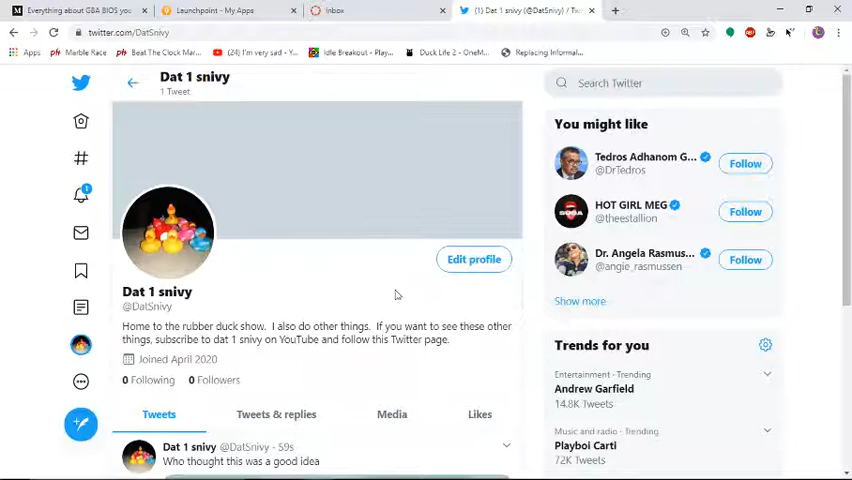 Everything about GBA BIOS you
Launchpoint - My Apps
Inbox
(1) Dat 1 snivy (@DatSnivy) / Tw
twitter.com/DatSnivy
Apps
Marble Race
Beat The Clock Mar...
(24) I'm very sad - Y...
Idle Breakout - Play...
Duck Life 2 - OneM...
Replacing Informal...
Dat 1 snivy
1 Tweet
Search Twitter
You might like
Tedros Adhanom G...
@DrTedros
Follow
HOT GIRL MEG
@theestallion
Follow
Dr. Angela Rasmus...
@angie_rasmussen
Follow
Show more
1
Edit profile
Dat 1 snivy
@DatSnivy
Home to the rubber duck show. I also do other things. If you want to see these other
things, subscribe to dat 1 snivy on YouTube and follow this Twitter page.
Joined April 2020
0 Following 0 Followers
Tweets
Tweets & replies
Media
Likes
Dat 1 snivy @DatSnivy · 59s
Who thought this was a good idea
Trends for you
Entertainment · Trending
Andrew Garfield
14.8K Tweets
Music and radio · Trending
Playboi Carti
72K Tweets